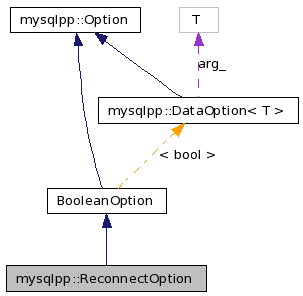 mysqlpp::Option
T
arg_
mysqlpp::DataOption< T >
< bool >
BooleanOption
mysqlpp::ReconnectOption